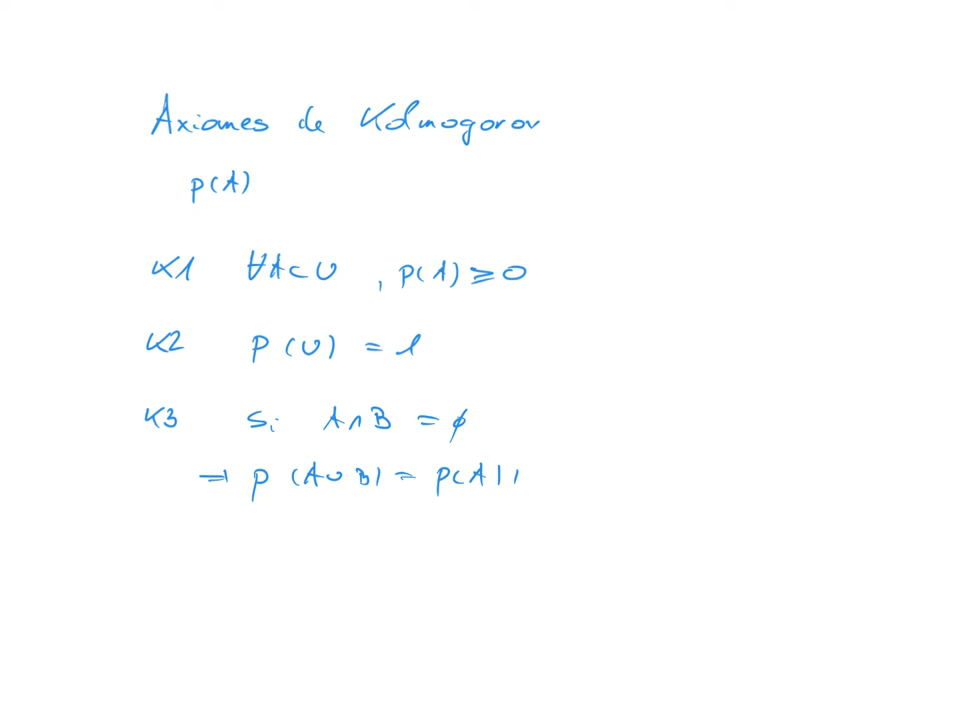 Axiomes de Kolmogorov
p(A)
K1 ∀A⊂U , p(A) ⩾ 0
K2 p(U) = 1
K3 Si A∩B = ϕ
⇒ p(A∪B) = p(A)